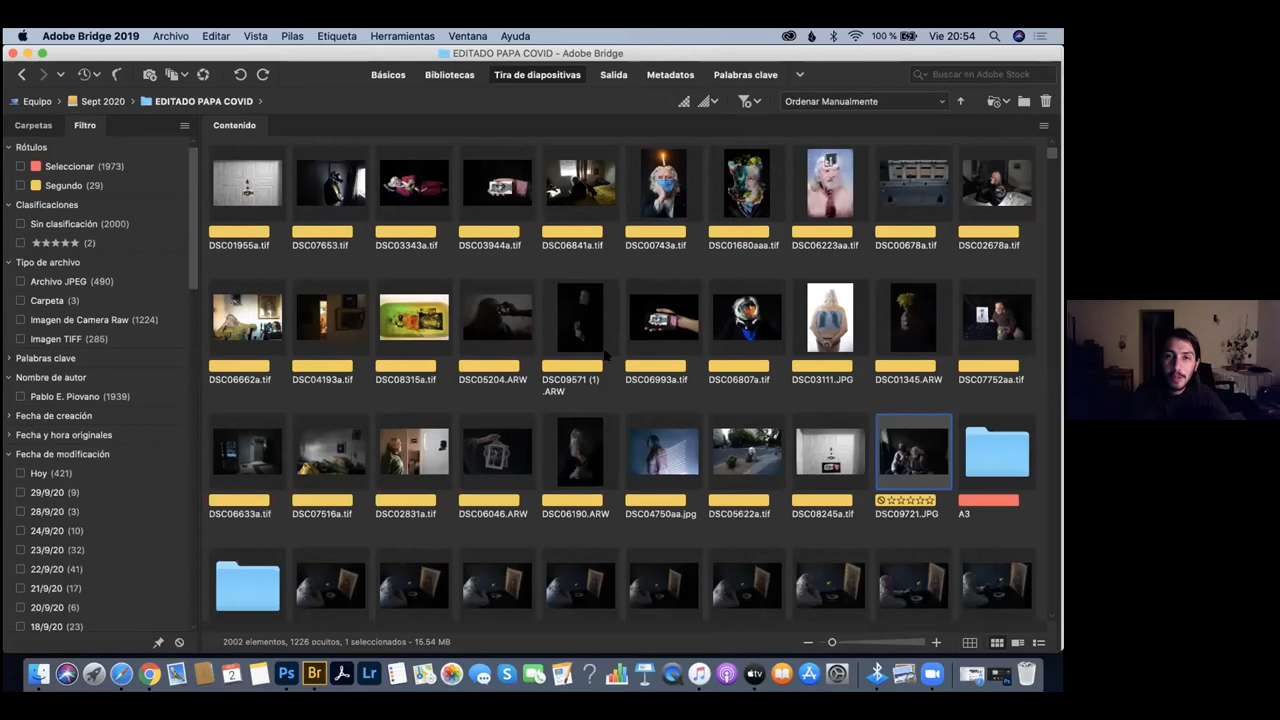 Adobe Bridge 2019 Archivo Editar Vista Pilas Etiqueta Herramientas Ventana Ayuda 100 % Vie 20:54
EDITADO PAPA COVID - Adobe Bridge
Básicos Bibliotecas Tira de diapositivas Salida Metadatos Palabras clave Buscar en Adobe Stock
Equipo > Sept 2020 > EDITADO PAPA COVID > Ordenar Manualmente
Carpetas Filtro Contenido
Rótulos
Seleccionar (1973)
Segundo (29)
Clasificaciones
Sin clasificación (2000)
★★★★★ (2)
Tipo de archivo
Archivo JPEG (490)
Carpeta (3)
Imagen de Camera Raw (1224)
Imagen TIFF (285)
Palabras clave
Nombre de autor
Pablo E. Piovano (1939)
Fecha de creación
Fecha y hora originales
Fecha de modificación
Hoy (421)
29/9/20 (9)
28/9/20 (3)
24/9/20 (10)
23/9/20 (32)
22/9/20 (41)
21/9/20 (17)
20/9/20 (6)
18/9/20 (23)
DSC01955a.tif DSC07653.tif DSC03343a.tif DSC03944a.tif DSC06841a.tif DSC00743a.tif DSC01680aaa.tif DSC06223aa.tif DSC00678a.tif DSC02678a.tif
DSC06662a.tif DSC04193a.tif DSC08315a.tif DSC05204.ARW DSC09571 (1) DSC06993a.tif DSC06807a.tif DSC03111.JPG DSC01345.ARW DSC07752aa.tif
.ARW
DSC06633a.tif DSC07516a.tif DSC02831a.tif DSC06046.ARW DSC06190.ARW DSC04750aa.jpg DSC05622a.tif DSC08245a.tif DSC09721.JPG A3
2002 elementos, 1226 ocultos, 1 seleccionados - 15.54 MB
2 Ps Br Lr S ? tv